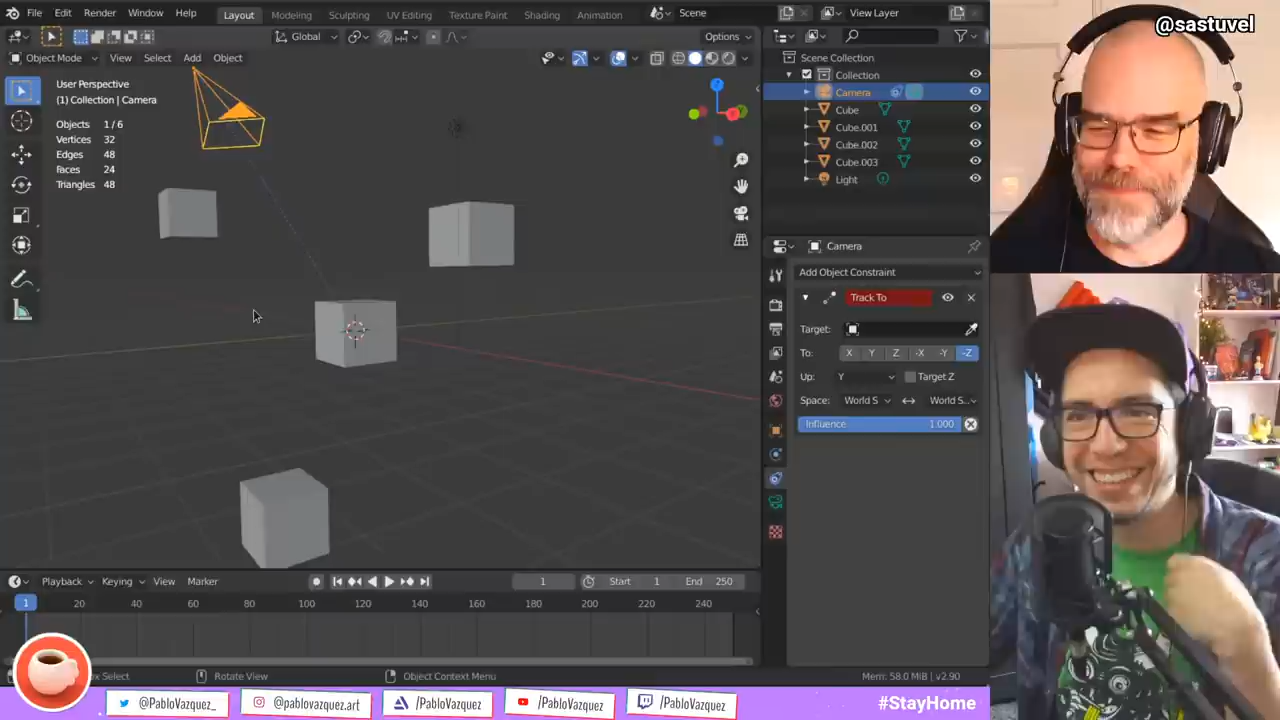 File Edit Render Window Help Layout Modeling Sculpting UV Editing Texture Paint Shading Animation Scene View Layer
@sastuvel
Global Options
Object Mode View Select Add Object
User Perspective
(1) Collection | Camera
Objects 1/6
Vertices 32
Edges 48
Faces 24
Triangles 48
Scene Collection
Collection
Camera
Cube
Cube.001
Cube.002
Cube.003
Light
Camera
Add Object Constraint
Track To
Target:
To: X Y Z -X -Y -Z
Up: Y Target Z
Space: World S World S...
Influence 1.000
Playback Keying View Marker 1 Start 1 End 250
1 20 40 60 80 100 120 140 160 180 200 220 240
Select Rotate View Object Context Menu Mem: 58.0 MiB | v2.90
@PabloVazquez_ @pablovazquez.art /PabloVazquez /PabloVazquez /PabloVazquez #StayHome